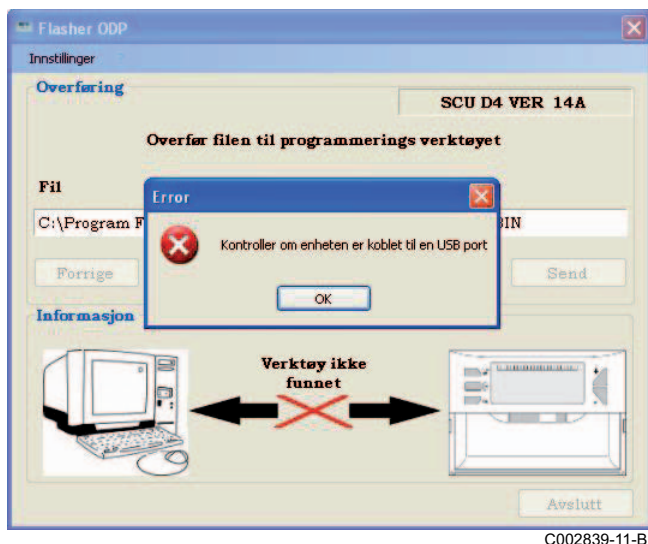 Flasher ODP
Innstillinger
Overføring
SCU D4 VER 14A
Overfør filen til programmerings verktøyet
Fil
Error
C:\Program F
BIN
Kontroller om enheten er koblet til en USB port
Forrige
Send
OK
Informasjon
Verktøy ikke
funnet
Avslutt
C002839-11-B